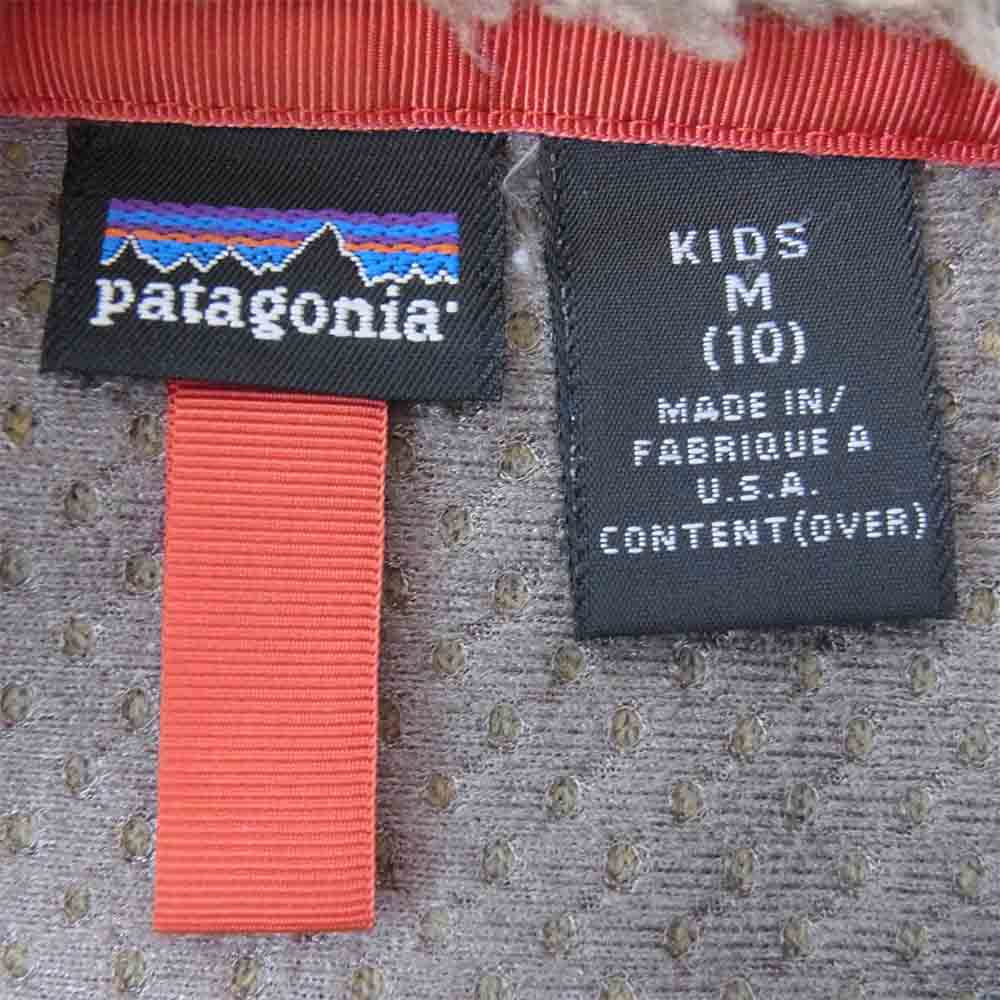 patagonia
KIDS
M
(10)
MADE IN/
FABRIQUE A
U.S.A.
CONTENT(OVER)